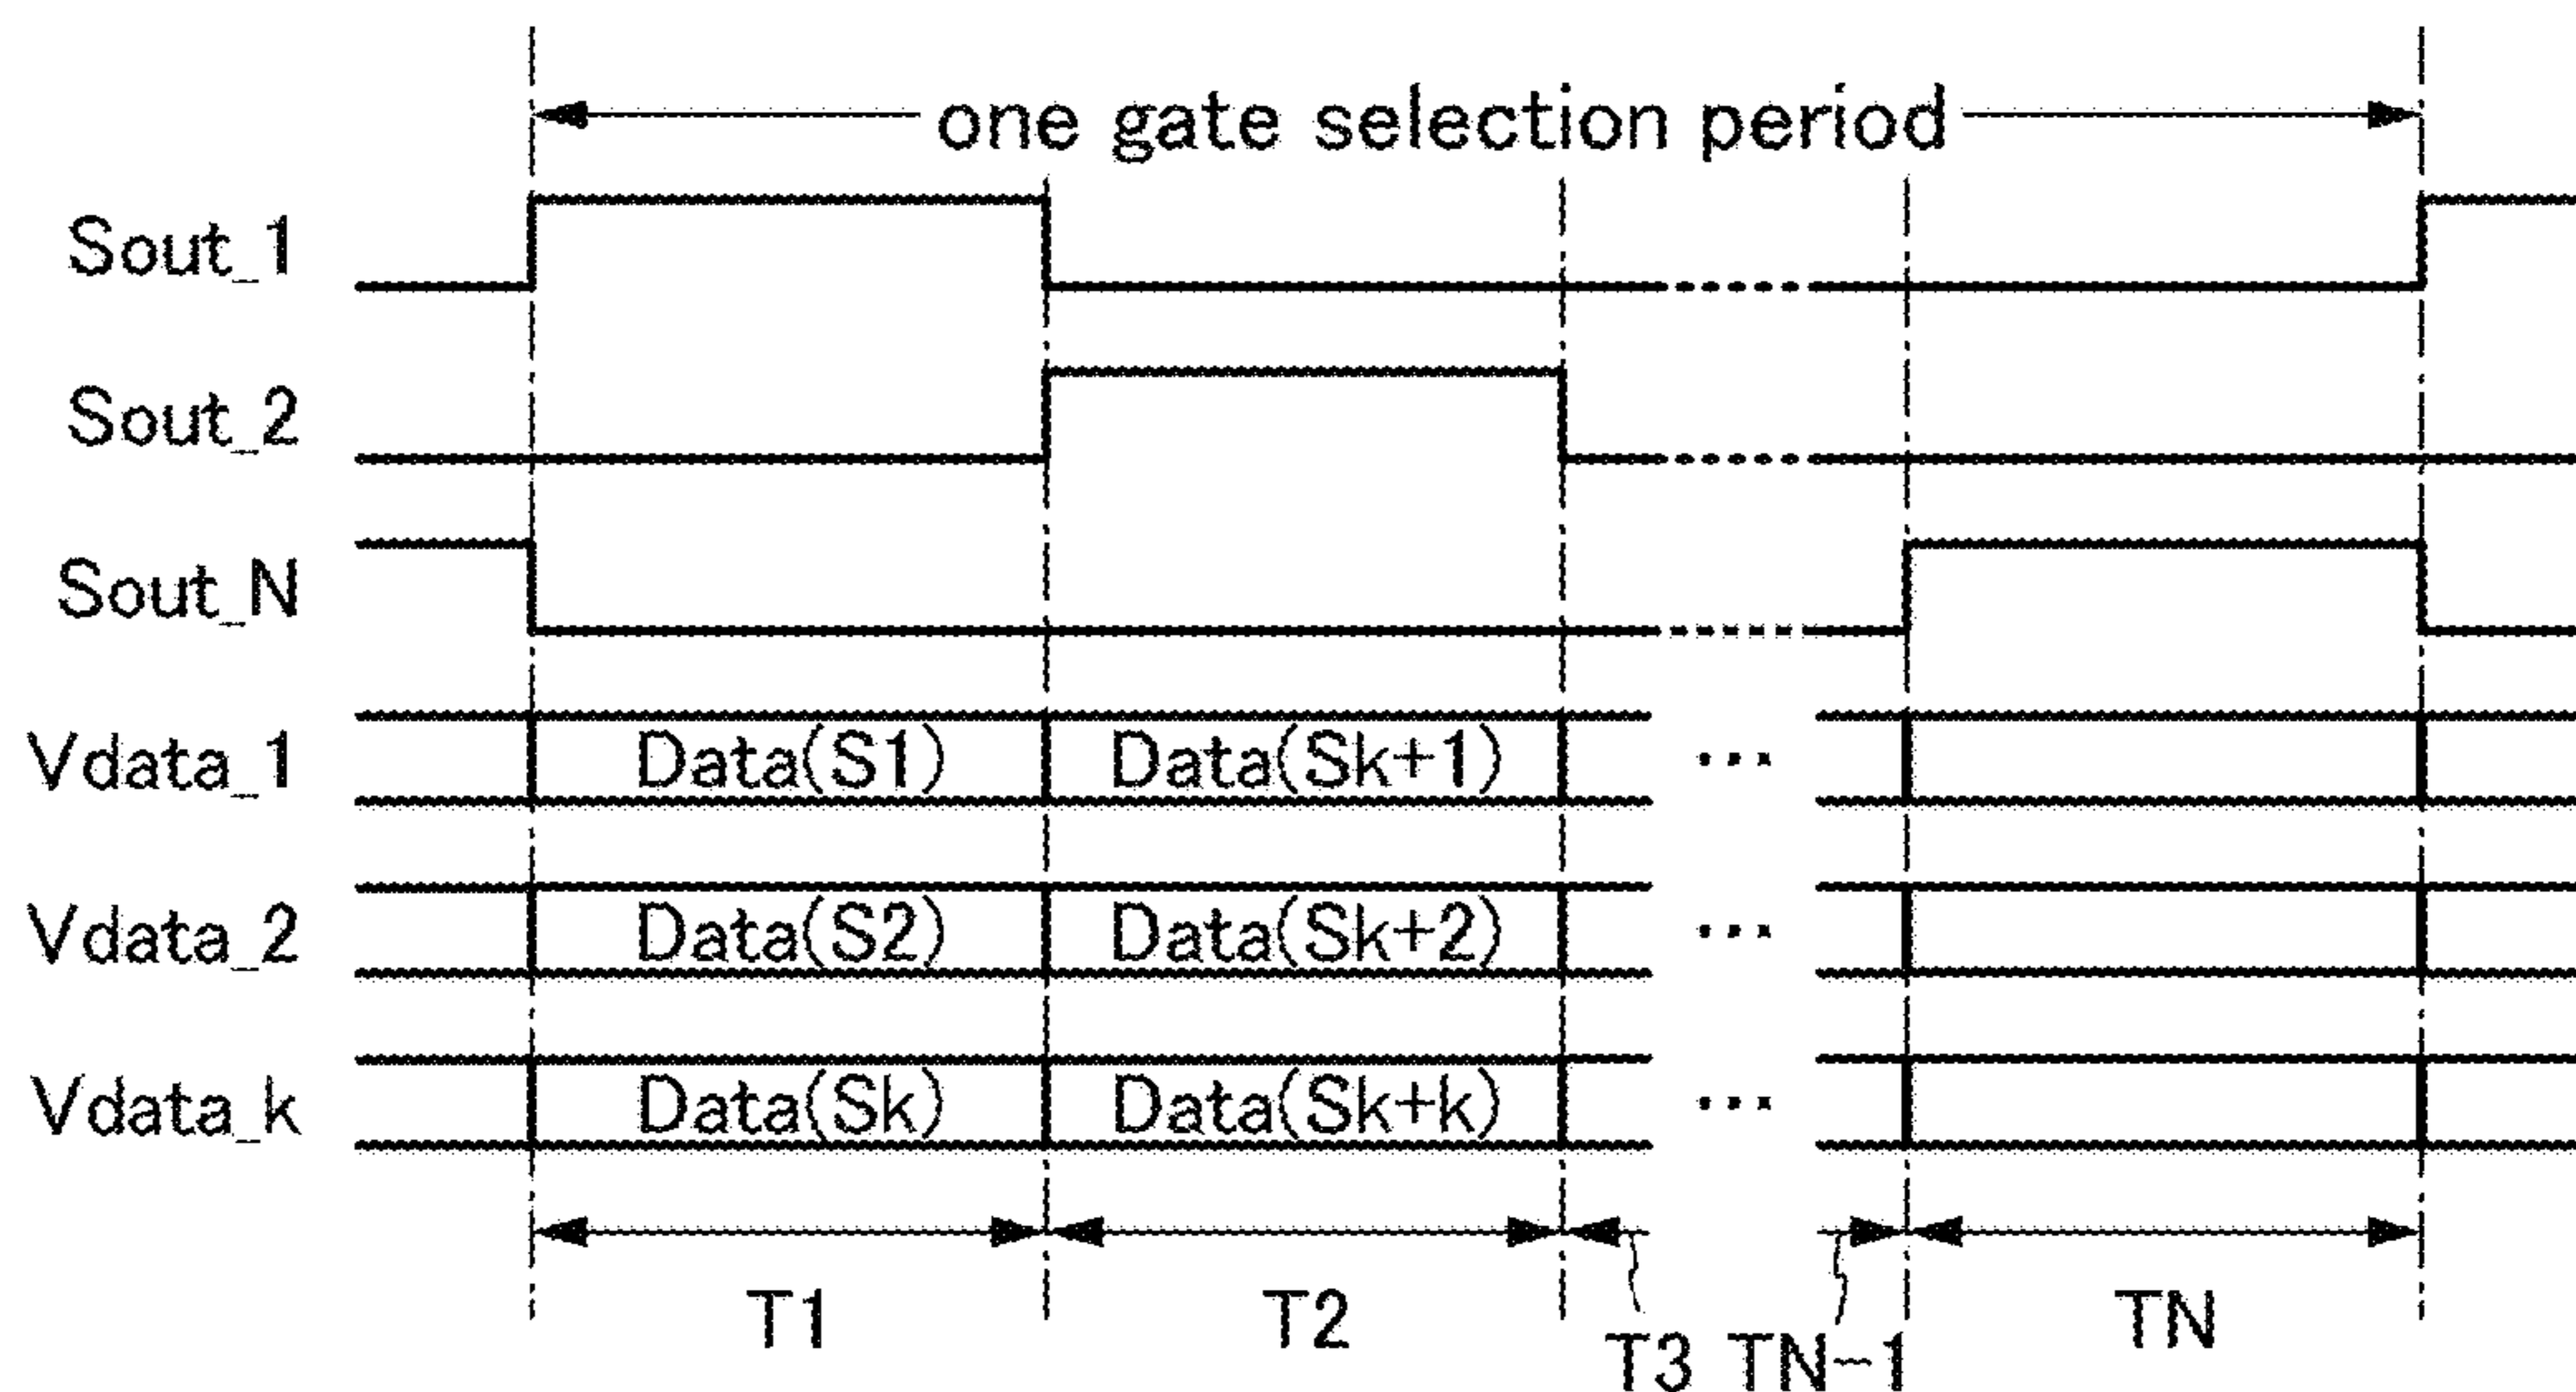 one gate selection period
Sout_1
Sout_2
Sout_N
Vdata_1 Data(S1) Data(Sk+1) ...
Vdata_2 Data(S2) Data(Sk+2) ...
Vdata_k Data(Sk) Data(Sk+k) ...
T1 T2 T3 TN-1 TN